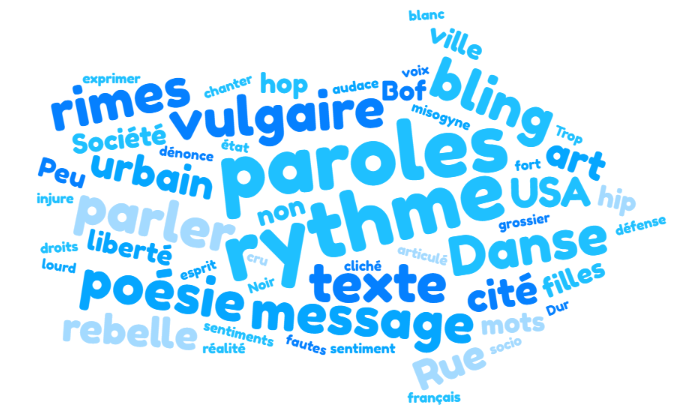 blanc
ville
voix
bling
exprimer
chanter
hop
audace
Bof
rimes
vulgaire
misogyne
Trop
Société
état
paroles
art
dénonce
fort
Peu
urbain
USA
hip
injure
parler
non
rythme
grossier
défense
droits
liberté
cru
articulé
Danse
lourd
esprit
cliché
filles
poésie
Noir
texte
cité
Dur
message
mots
rebelle
sentiments
réalité
fautes
sentiment
Rue
socio
français